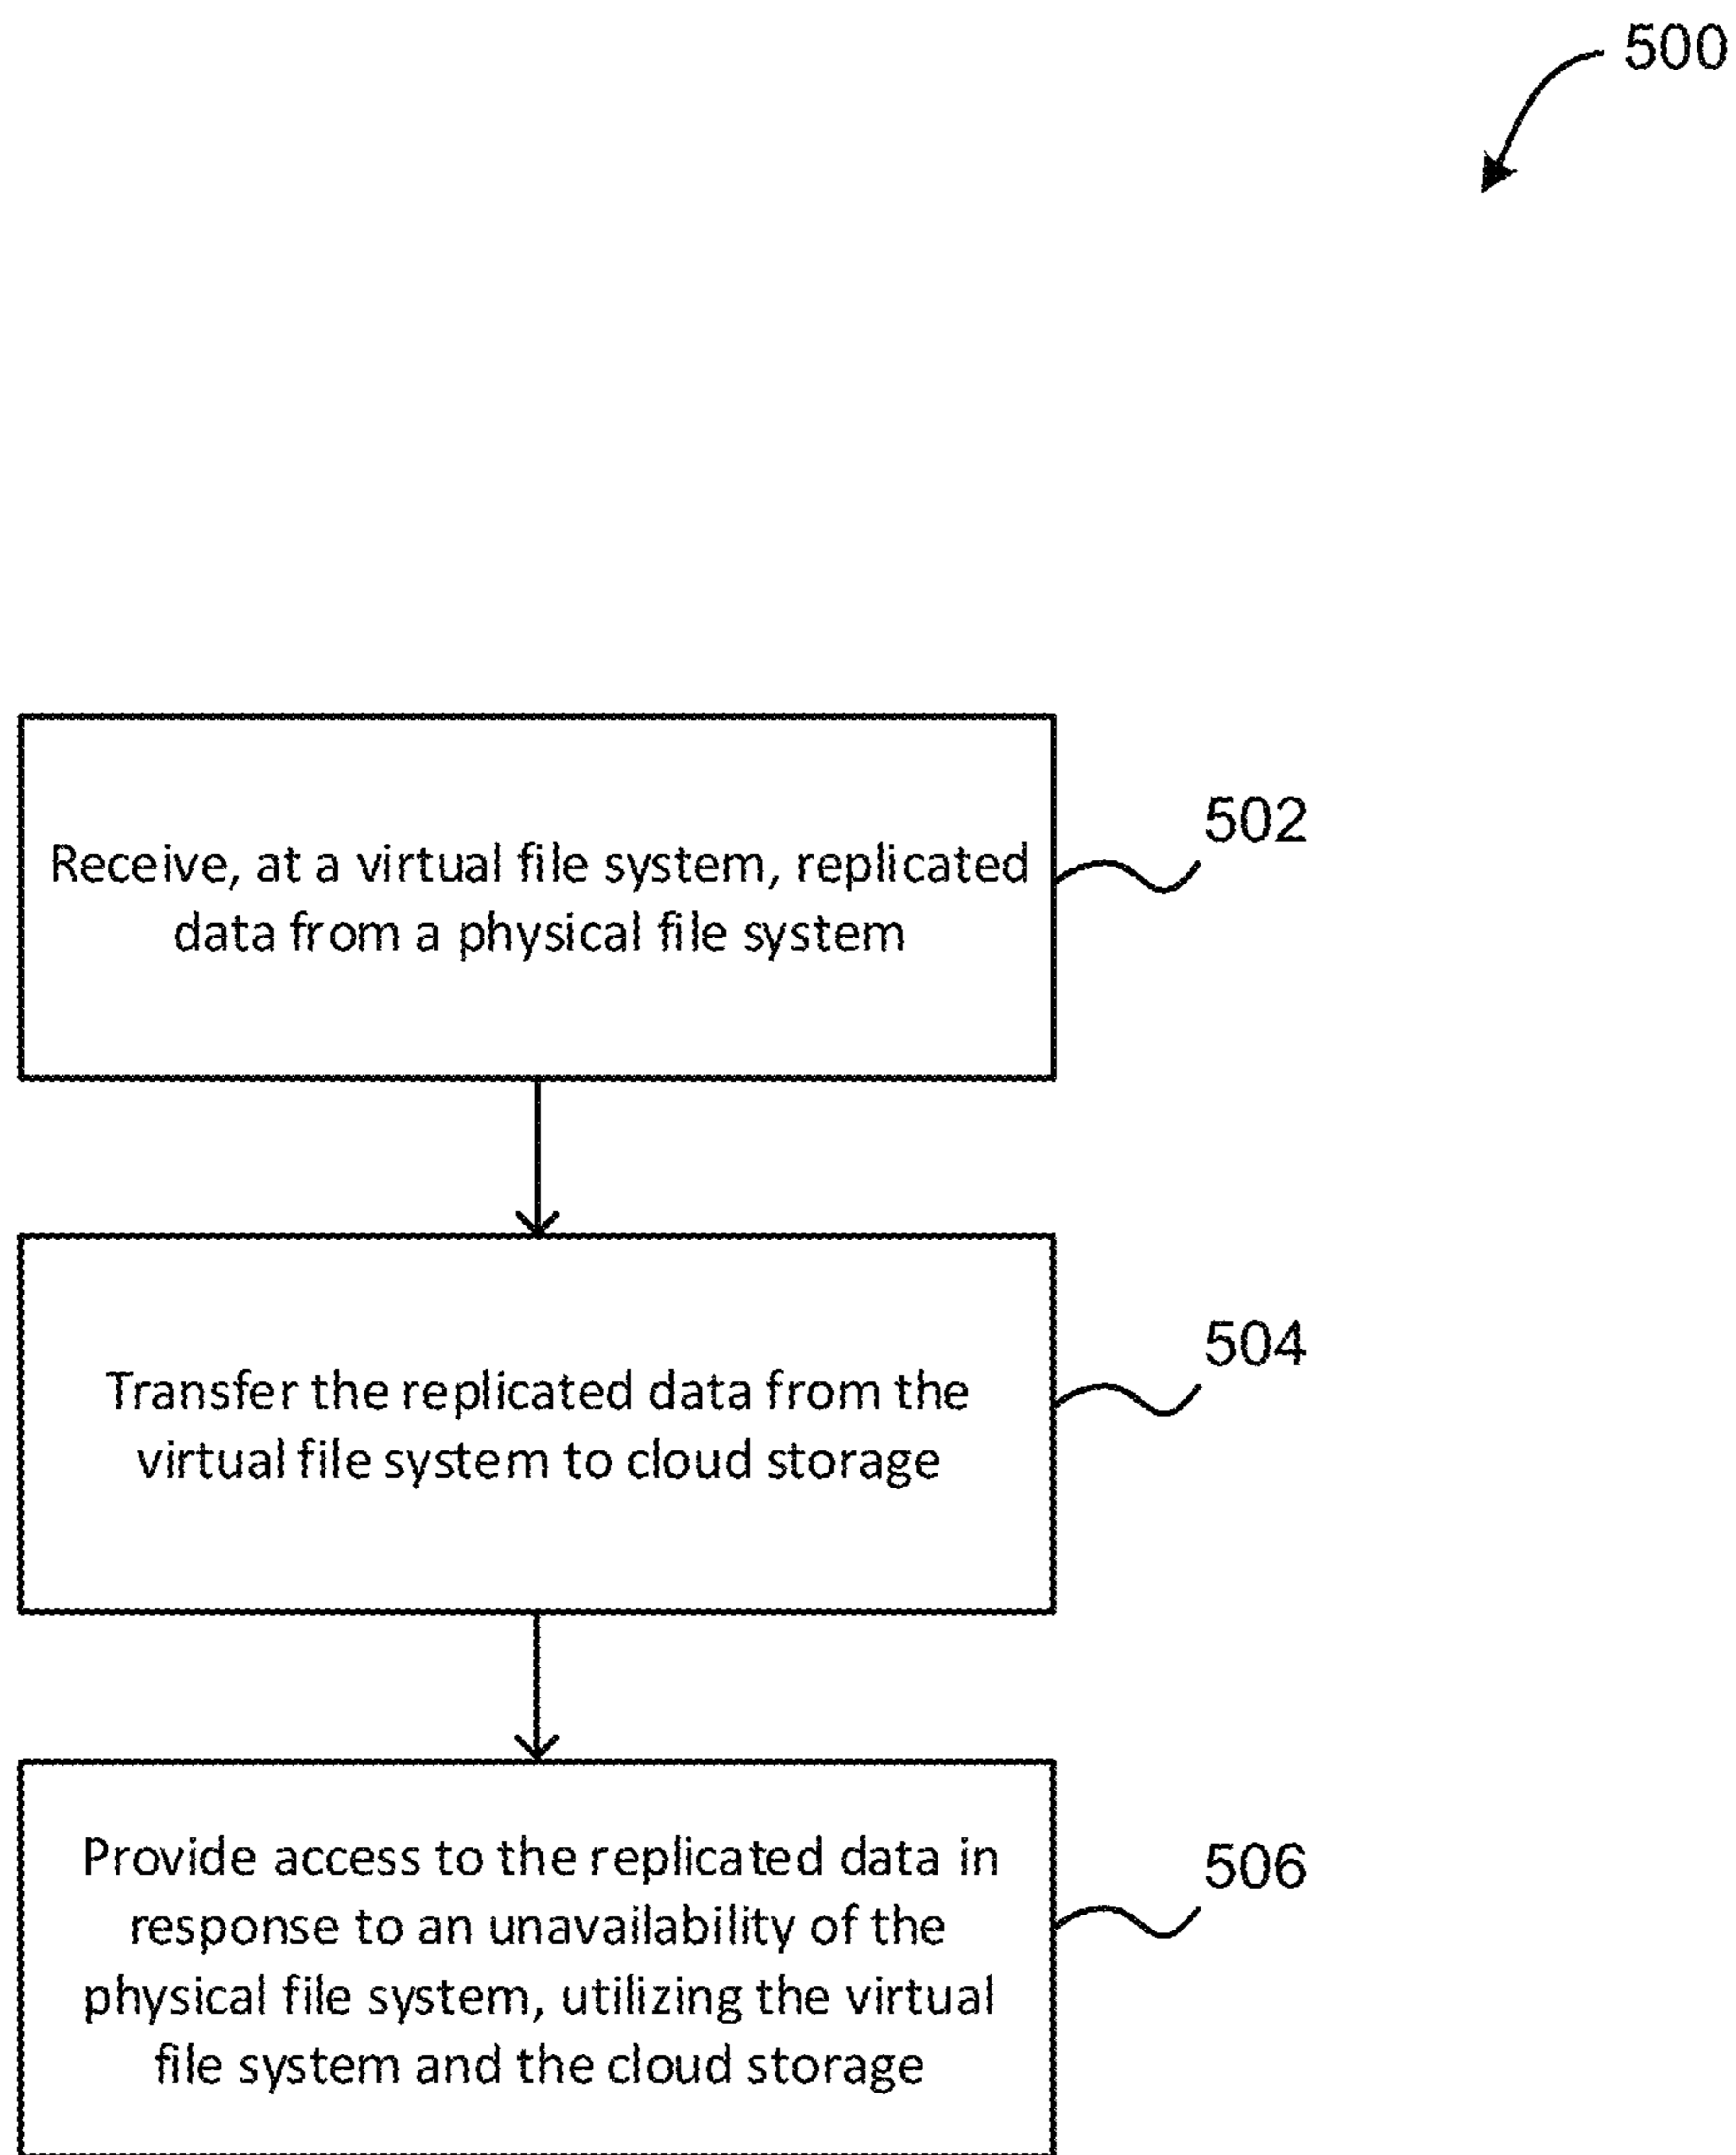 500
Receive, at a virtual file system, replicated
data from a physical file system
502
Transfer the replicated data from the
virtual file system to cloud storage
504
Provide access to the replicated data in
response to an unavailability of the
physical file system, utilizing the virtual
file system and the cloud storage
506